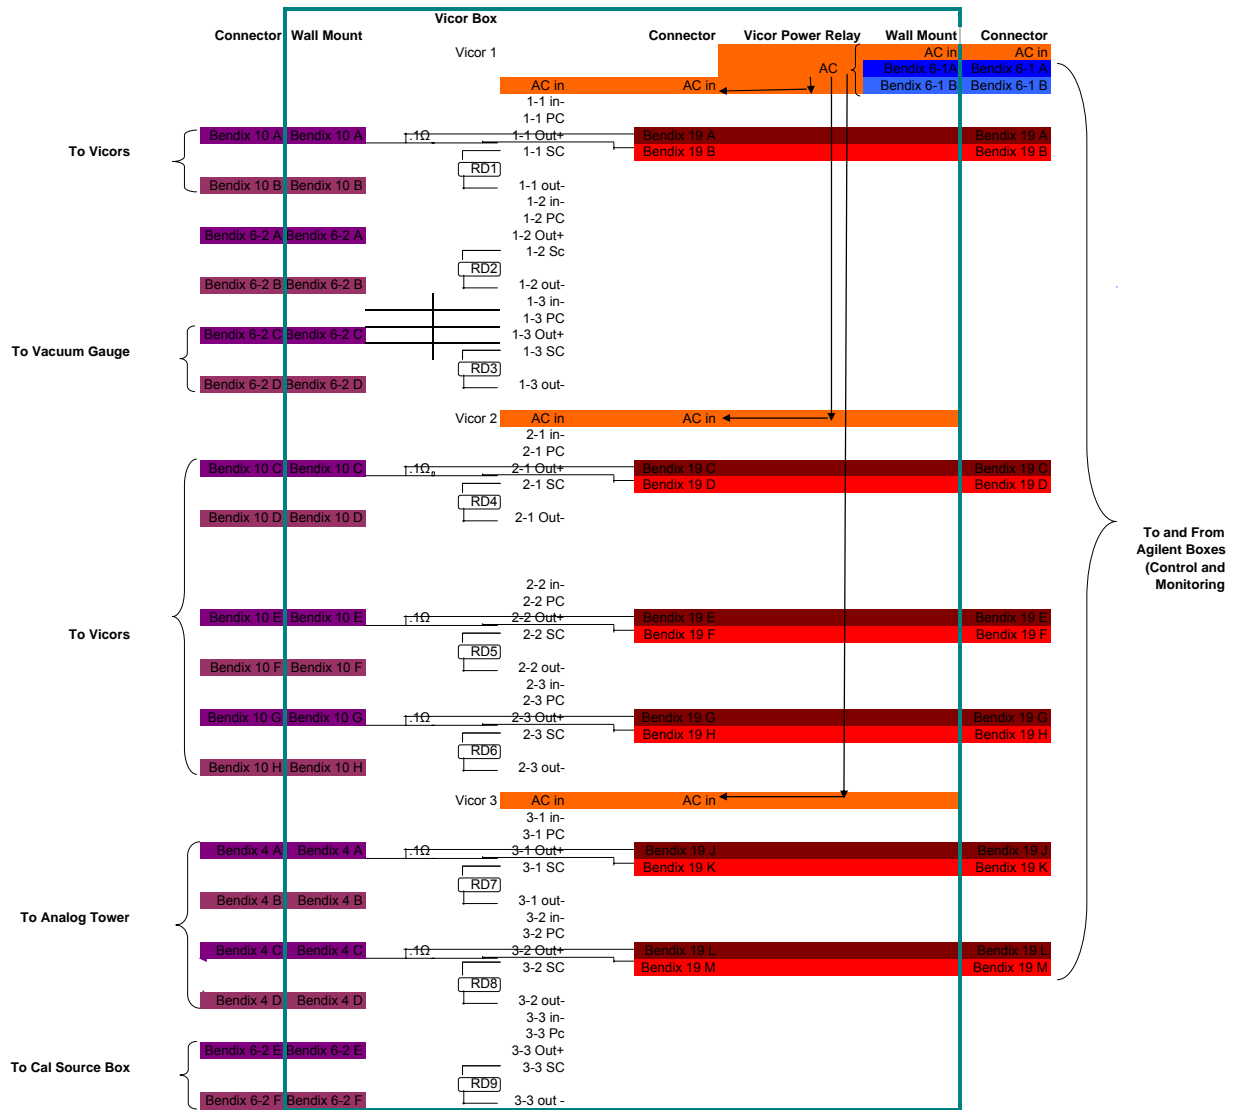 Vicor Box
Connector Wall Mount Connector Vicor Power Relay Wall Mount Connector
Vicor 1 AC in AC in
AC Bendix 6-1A Bendix 6-1 A
AC in AC in Bendix 6-1 B Bendix 6-1 B
1-1 in-
1-1 PC
Bendix 10 A Bendix 10 A .1Ω 1-1 Out+ Bendix 19 A Bendix 19 A
To Vicors 1-1 SC Bendix 19 B Bendix 19 B
RD1
Bendix 10 B Bendix 10 B 1-1 out-
1-2 in-
1-2 PC
Bendix 6-2 A Bendix 6-2 A 1-2 Out+
1-2 Sc
RD2
Bendix 6-2 B Bendix 6-2 B 1-2 out-
1-3 in-
1-3 PC
Bendix 6-2 C Bendix 6-2 C 1-3 Out+
To Vacuum Gauge 1-3 SC
RD3
Bendix 6-2 D Bendix 6-2 D 1-3 out-
Vicor 2 AC in AC in
2-1 in-
2-1 PC
Bendix 10 C Bendix 10 C .1Ω 2-1 Out+ Bendix 19 C Bendix 19 C
2-1 SC Bendix 19 D Bendix 19 D
RD4
Bendix 10 D Bendix 10 D 2-1 Out-
To and From
Agilent Boxes
(Control and
Monitoring
2-2 in-
2-2 PC
Bendix 10 E Bendix 10 E .1Ω 2-2 Out+ Bendix 19 E Bendix 19 E
To Vicors 2-2 SC Bendix 19 F Bendix 19 F
RD5
Bendix 10 F Bendix 10 F 2-2 out-
2-3 in-
2-3 PC
Bendix 10 G Bendix 10 G .1Ω 2-3 Out+ Bendix 19 G Bendix 19 G
2-3 SC Bendix 19 H Bendix 19 H
RD6
Bendix 10 H Bendix 10 H 2-3 out-
Vicor 3 AC in AC in
3-1 in-
3-1 PC
Bendix 4 A Bendix 4 A .1Ω 3-1 Out+ Bendix 19 J Bendix 19 J
3-1 SC Bendix 19 K Bendix 19 K
RD7
Bendix 4 B Bendix 4 B 3-1 out-
To Analog Tower 3-2 in-
3-2 PC
Bendix 4 C Bendix 4 C .1Ω 3-2 Out+ Bendix 19 L Bendix 19 L
3-2 SC Bendix 19 M Bendix 19 M
RD8
Bendix 4 D Bendix 4 D 3-2 out-
3-3 in-
3-3 Pc
Bendix 6-2 E Bendix 6-2 E 3-3 Out+
To Cal Source Box 3-3 SC
RD9
Bendix 6-2 F Bendix 6-2 F 3-3 out -